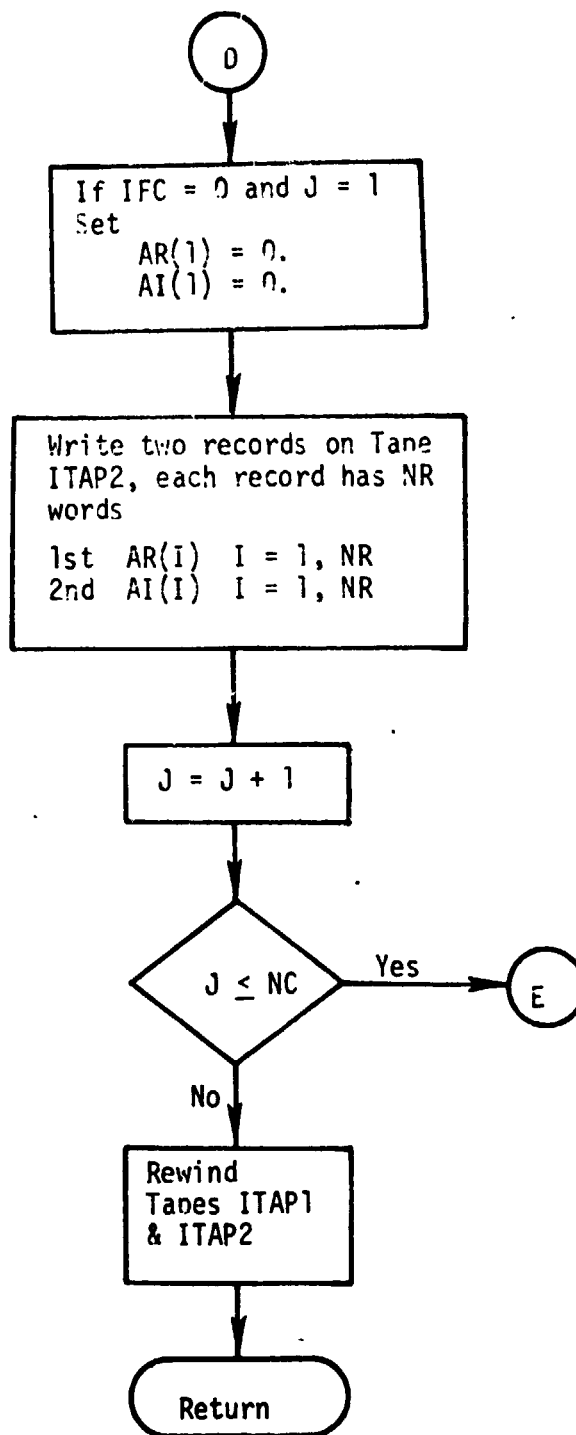 D
If IFC = 0 and J = 1
Set
AR(1) = 0.
AI(1) = 0.
Write two records on Tape
ITAP2, each record has NR
words
1st AR(I) I = 1, NR
2nd AI(I) I = 1, NR
J = J + 1
J ≤ NC
Yes
E
No
Rewind
Tapes ITAP1
& ITAP2
Return